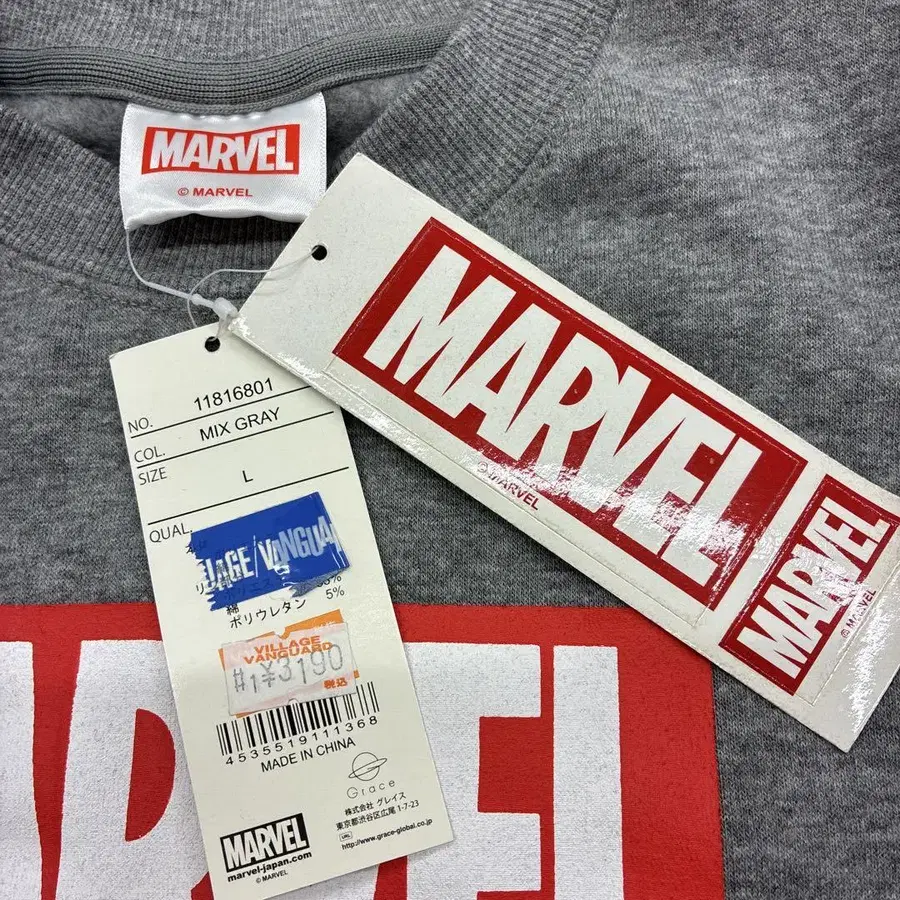 MARVEL
© MARVEL
MARVEL
© MARVEL
MARVEL
© MARVEL
NO. 11816801
COL. MIX GRAY
SIZE L
QUAL.
LAGE/VANGUA
綿
ポリウレタン 5%
VILLAGE
VANGUARD
¥3190
税込
4535519111368
MADE IN CHINA
Grace
株式会社 グレイス
東京都渋谷区広尾 1-7-23
URL
http://www.grace-global.co.jp
MARVEL
marvel-japan.com
© MARVEL